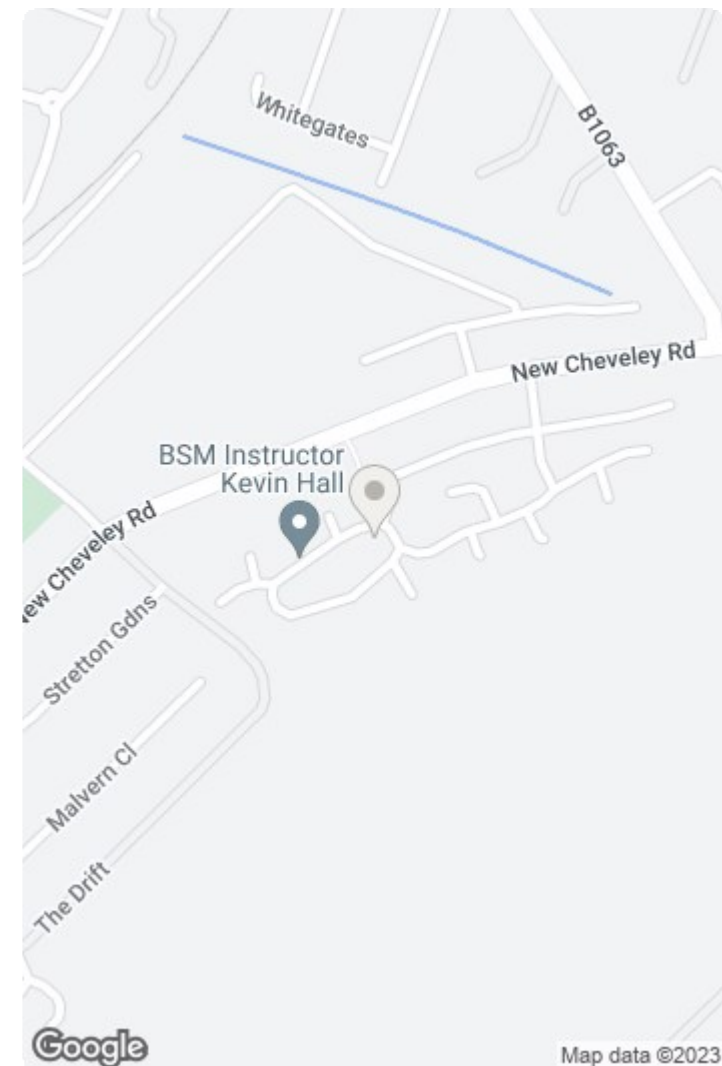 Whitegates
B1063
New Cheveley Rd
BSM Instructor
Kevin Hall
New Cheveley Rd
Stretton Gdns
Malvern Cl
The Drift
Google
Map data ©2023